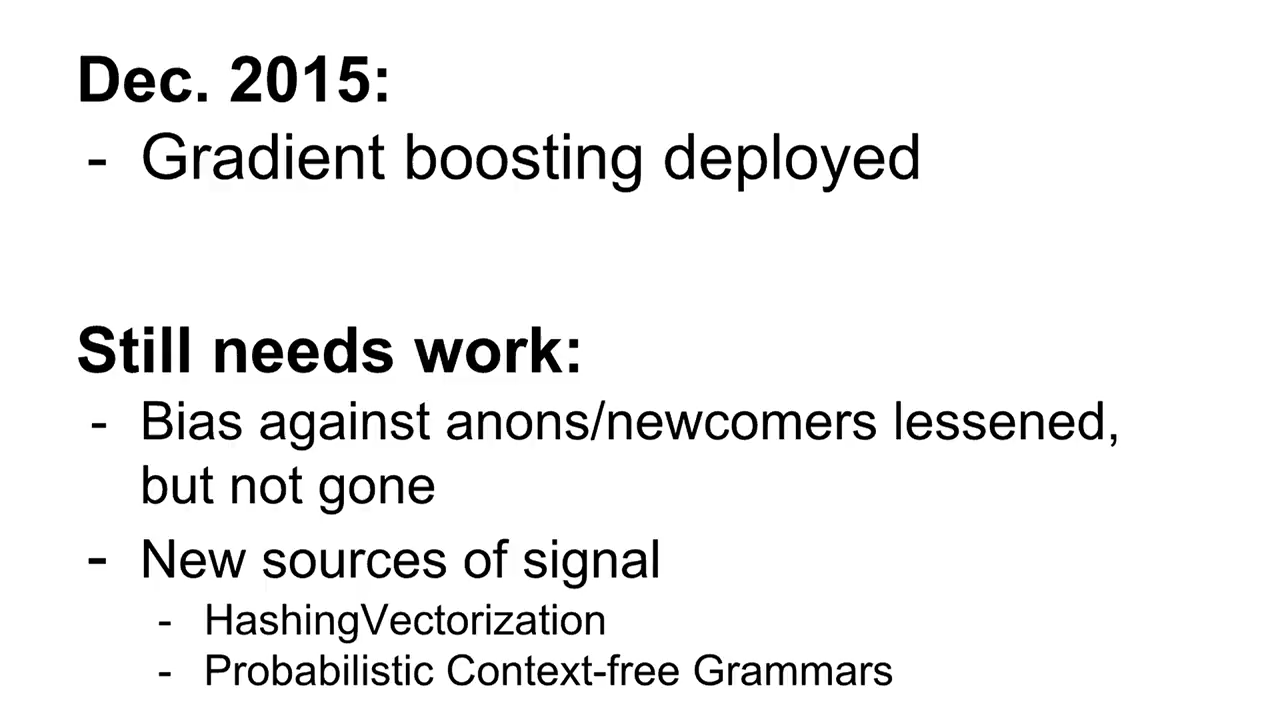 Dec. 2015:
- Gradient boosting deployed
Still needs work:
- Bias against anons/newcomers lessened,
but not gone
- New sources of signal
- HashingVectorization
- Probabilistic Context-free Grammars